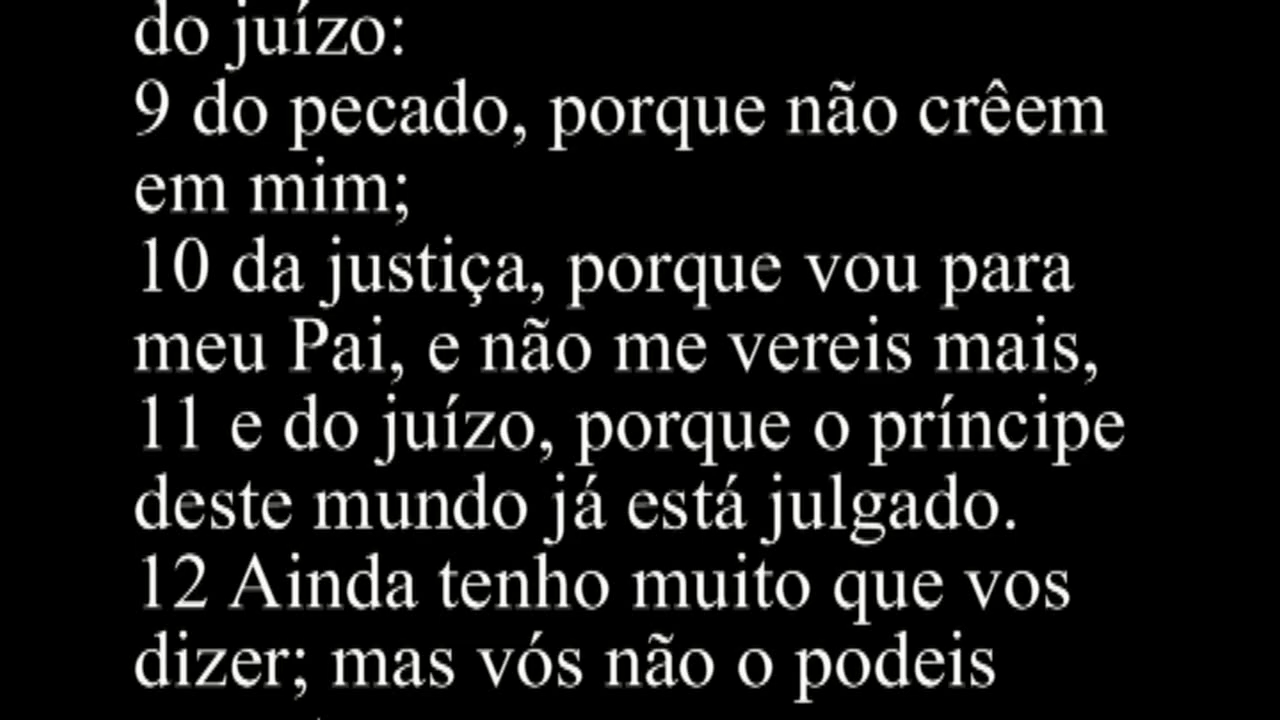 do juízo:
9 do pecado, porque não crêem
em mim;
10 da justiça, porque vou para
meu Pai, e não me vereis mais,
11 e do juízo, porque o príncipe
deste mundo já está julgado.
12 Ainda tenho muito que vos
dizer; mas vós não o podeis